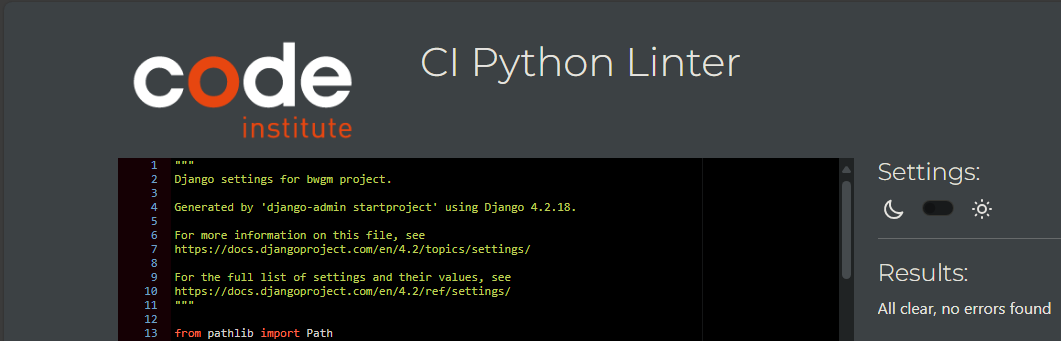 code
institute
CI Python Linter
1 """
2 Django settings for bwgm project.
3
4 Generated by 'django-admin startproject' using Django 4.2.18.
5
6 For more information on this file, see
7 https://docs.djangoproject.com/en/4.2/topics/settings/
8
9 For the full list of settings and their values, see
10 https://docs.djangoproject.com/en/4.2/ref/settings/
11 """
12
13 from pathlib import Path
Settings:
Results:
All clear, no errors found